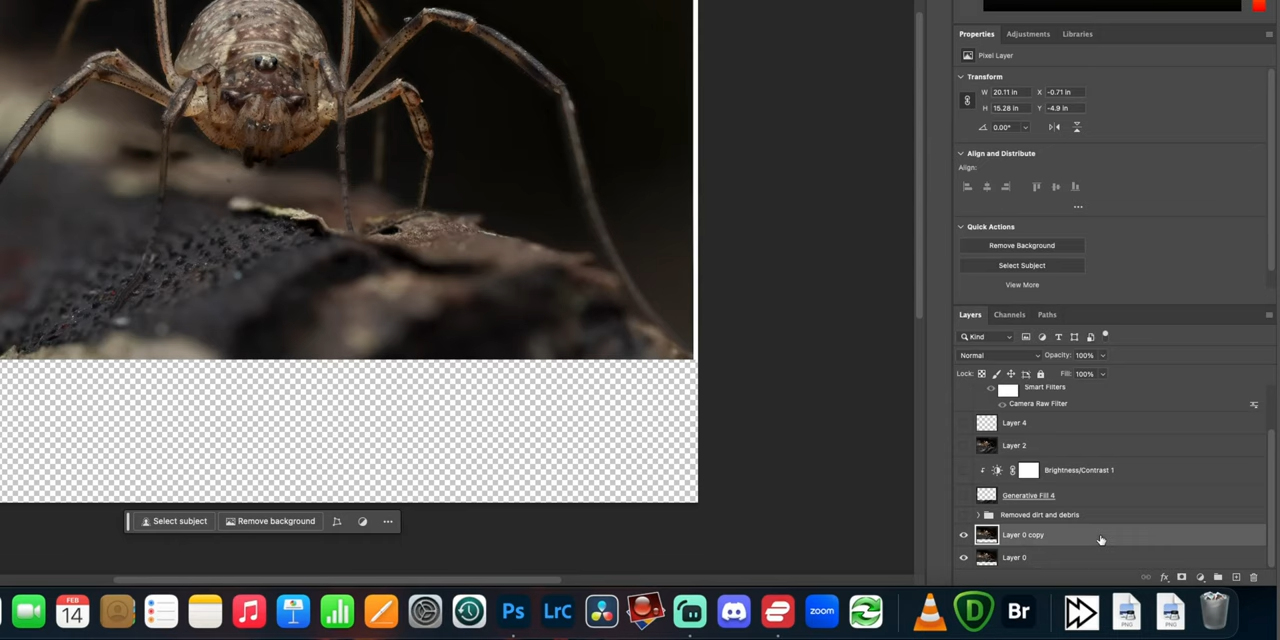 Properties Adjustments Libraries
Pixel Layer
Transform
W 20.11 in X -0.71 in
H 15.28 in Y -4.9 in
0.00°
Align and Distribute
Align:
Quick Actions
Remove Background
Select Subject
View More
Layers Channels Paths
Kind
Normal Opacity: 100%
Lock: Fill: 100%
Smart Filters
Camera Raw Filter
Layer 4
Layer 2
Brightness/Contrast 1
Generative Fill 4
Removed dirt and debris
Layer 0 copy
Layer 0
Select subject Remove background
FEB
14
Ps
LrC
zoom
D
Br
PNG
PNG